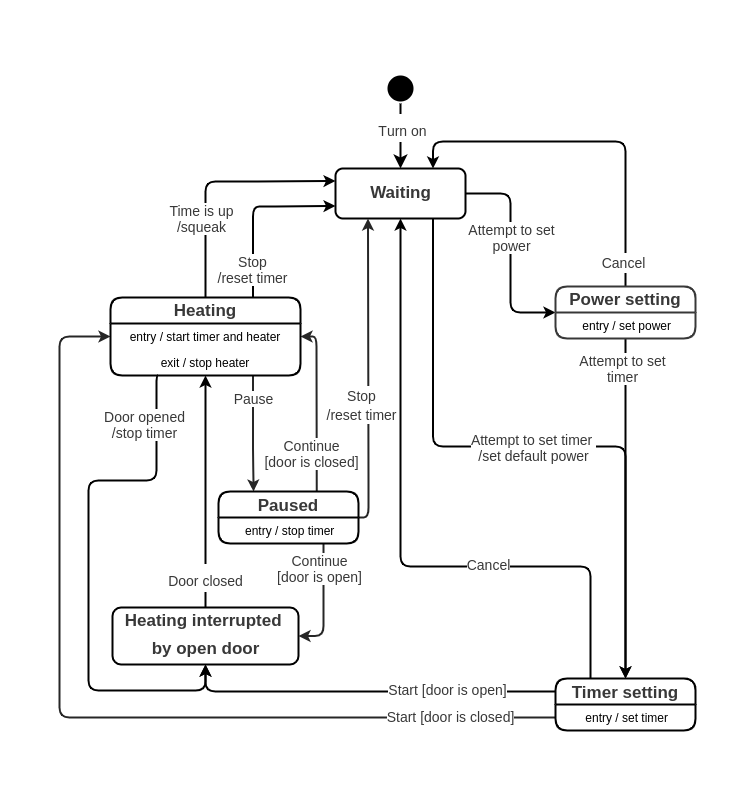 Turn on
Waiting
Time is up
/squeak
Attempt to set
power
Stop
/reset timer
Cancel
Heating
entry / start timer and heater
exit / stop heater
Power setting
entry / set power
Attempt to set
timer
Door opened
/stop timer
Pause
Stop
/reset timer
Continue
[door is closed]
Attempt to set timer
/set default power
Paused
entry / stop timer
Continue
[door is open]
Cancel
Door closed
Heating interrupted
by open door
Start [door is open]
Start [door is closed]
Timer setting
entry / set timer